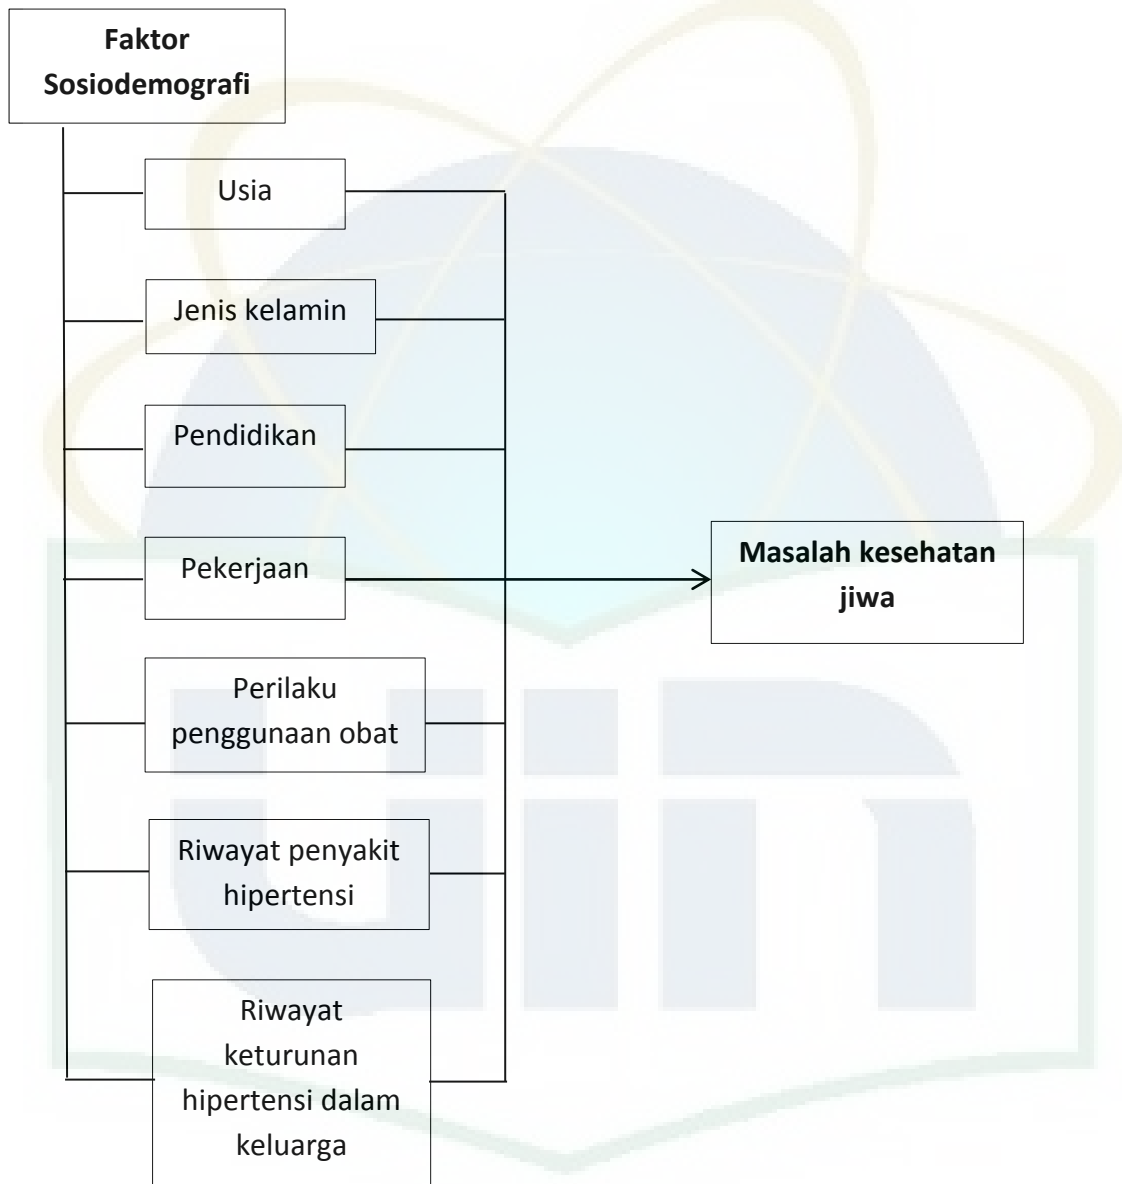 Faktor
Sosiodemografi
Usia
Jenis kelamin
Pendidikan
Pekerjaan
Masalah kesehatan
jiwa
Perilaku
penggunaan obat
Riwayat penyakit
hipertensi
Riwayat
keturunan
hipertensi dalam
keluarga
uin